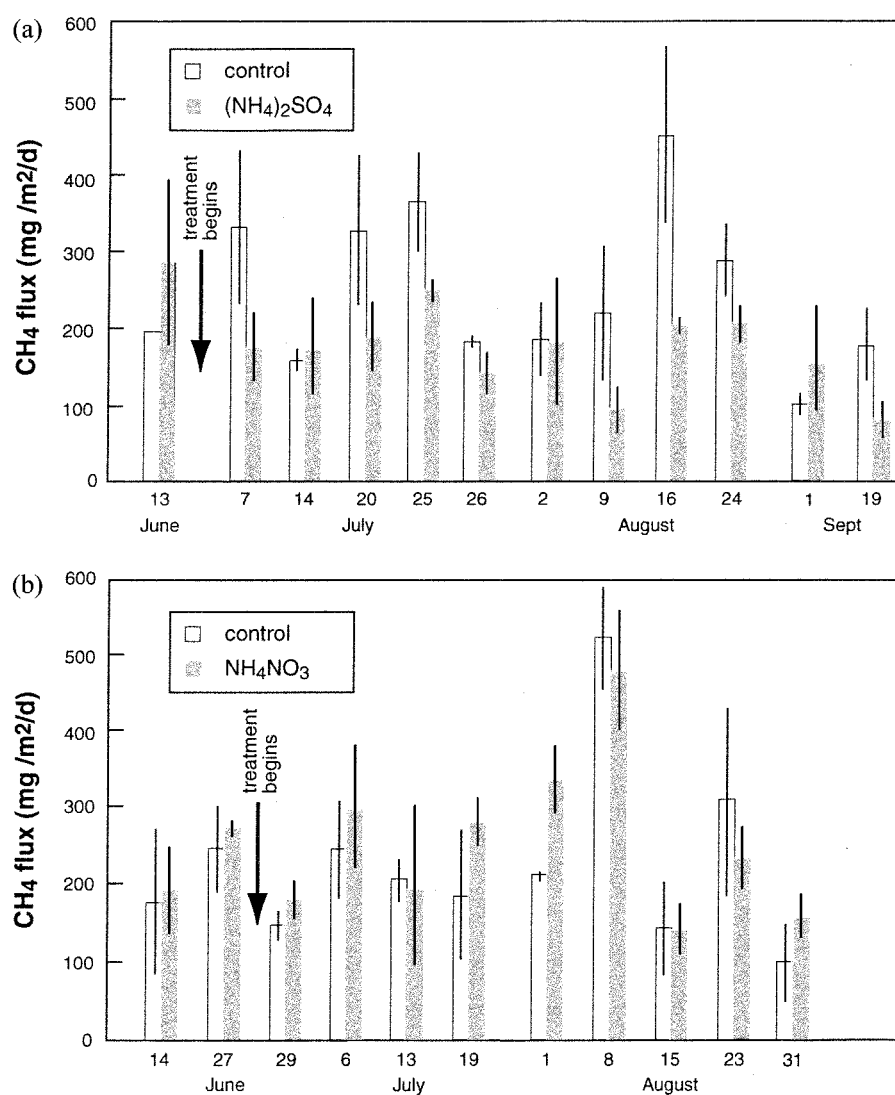 (a)
600
500
400
300
200
100
0
CH4 flux (mg /m2/d)
control
(NH4)2SO4
treatment
begins
13 7 14 20 25 26 2 9 16 24 1 19
June July August Sept
(b)
600
500
400
300
200
100
0
CH4 flux (mg /m2/d)
control
NH4NO3
treatment
begins
14 27 29 6 13 19 1 8 15 23 31
June July August